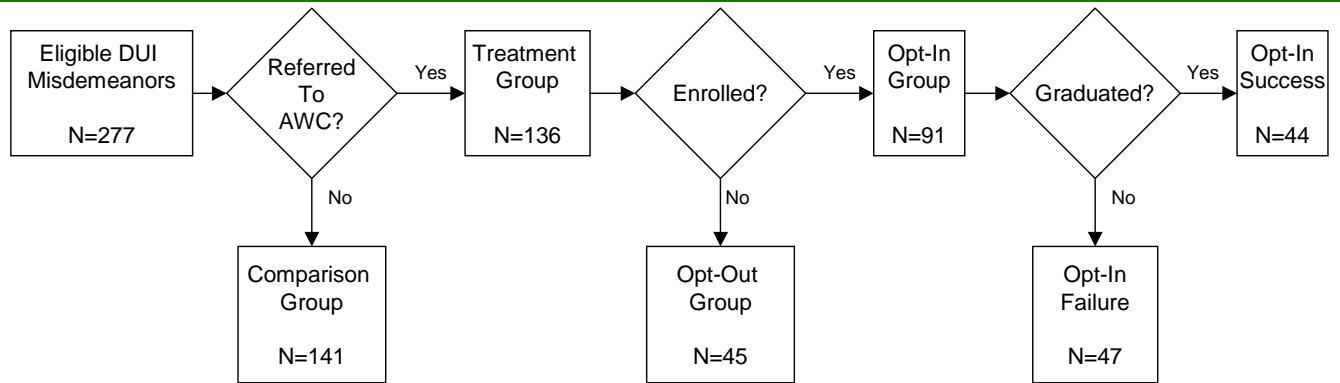 Eligible DUI
Misdemeanors
N=277
Referred
To
AWC?
Yes
No
Comparison
Group
N=141
Treatment
Group
N=136
Enrolled?
Yes
No
Opt-Out
Group
N=45
Opt-In
Group
N=91
Graduated?
Yes
No
Opt-In
Failure
N=47
Opt-In
Success
N=44